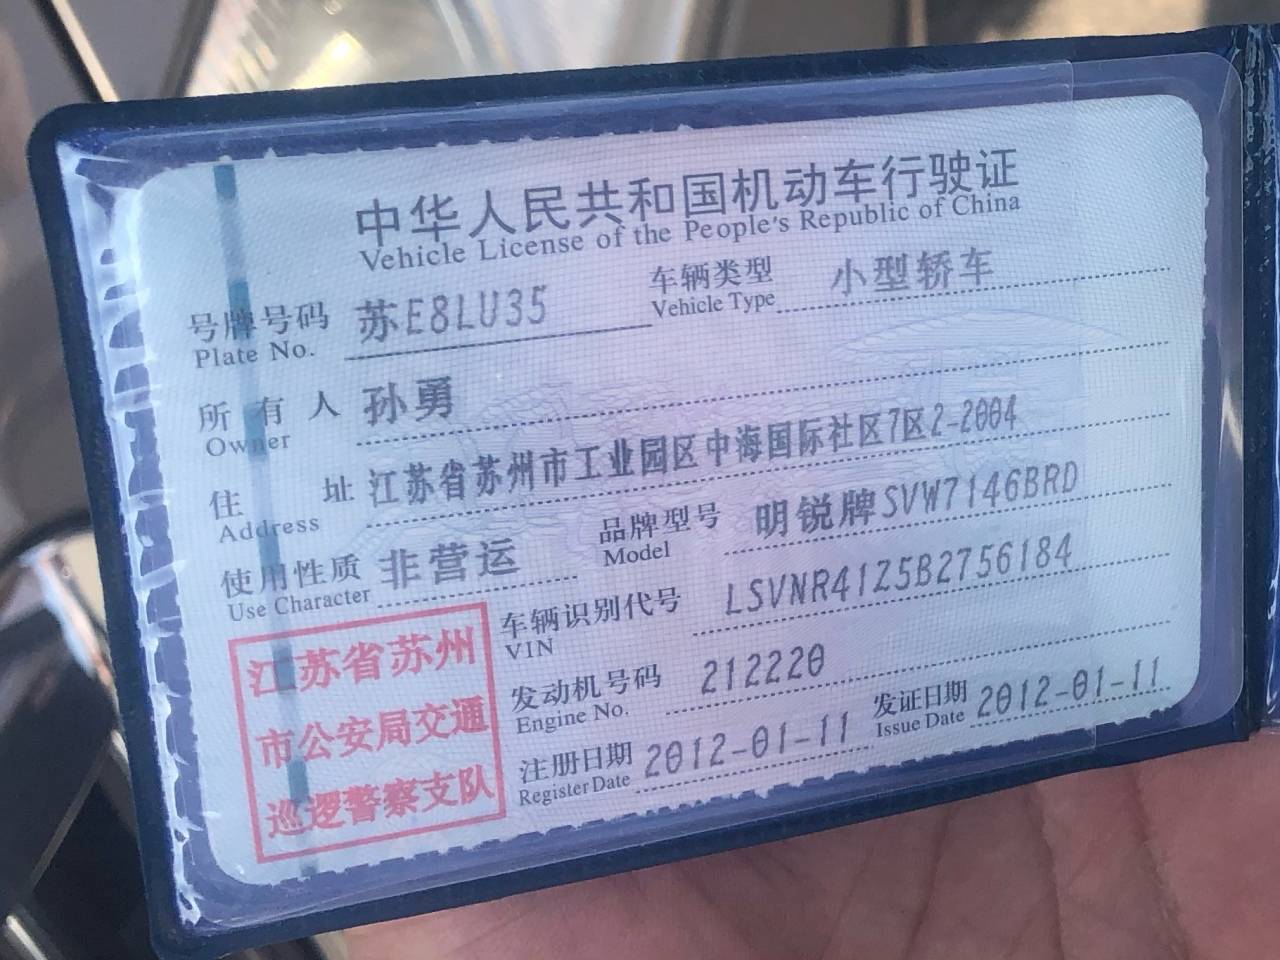 中华人民共和国机动车行驶证
Vehicle License of the People's Republic of China
号牌号码 苏E8LU35 车辆类型 小型轿车
Plate No. Vehicle Type
所有人 孙勇
Owner
住址 江苏省苏州市工业园区中海国际社区7区2-2004
Address
使用性质 非营运 品牌型号 明锐牌SVW7146BRD
Use Character Model
车辆识别代号 LSVNR41Z5B2756184
VIN
发动机号码 212220
Engine No.
注册日期 2012-01-11 发证日期 2012-01-11
Register Date Issue Date
江苏省苏州
市公安局交通
巡逻警察支队